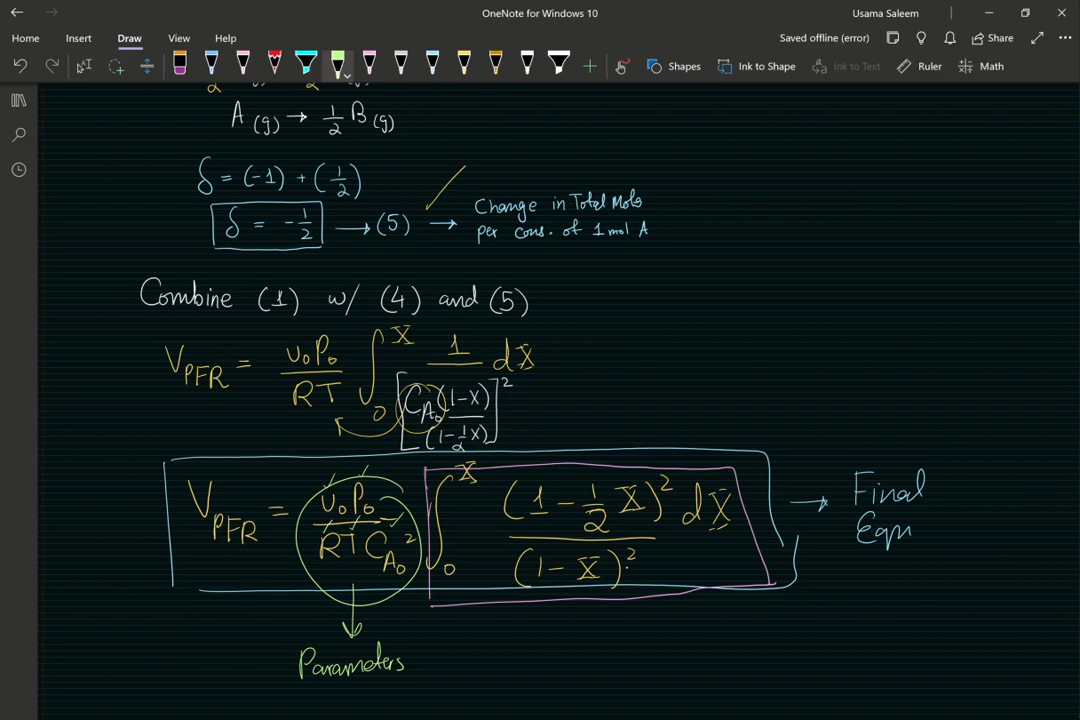 OneNote for Windows 10
Usama Saleem
Home Insert Draw View Help
Saved offline (error)
Share
Shapes
Ink to Shape
Ink to Text
Ruler
Math
A (g) → 1/2 B (g)
δ = (-1) + (1/2)
δ = -1/2 → (5) → Change in Total Mols
per cons. of 1 mol A
Combine (1) w/ (4) and (5)
V_PFR = υ₀P₀/RT ∫₀^X 1/[C_A₀(1-X)/(1-½X)]² dX
V_PFR = υ₀P₀/(RT C_A₀²) ∫₀^X (1-½X)²/(1-X)² dX → Final
Eqn
Parameters